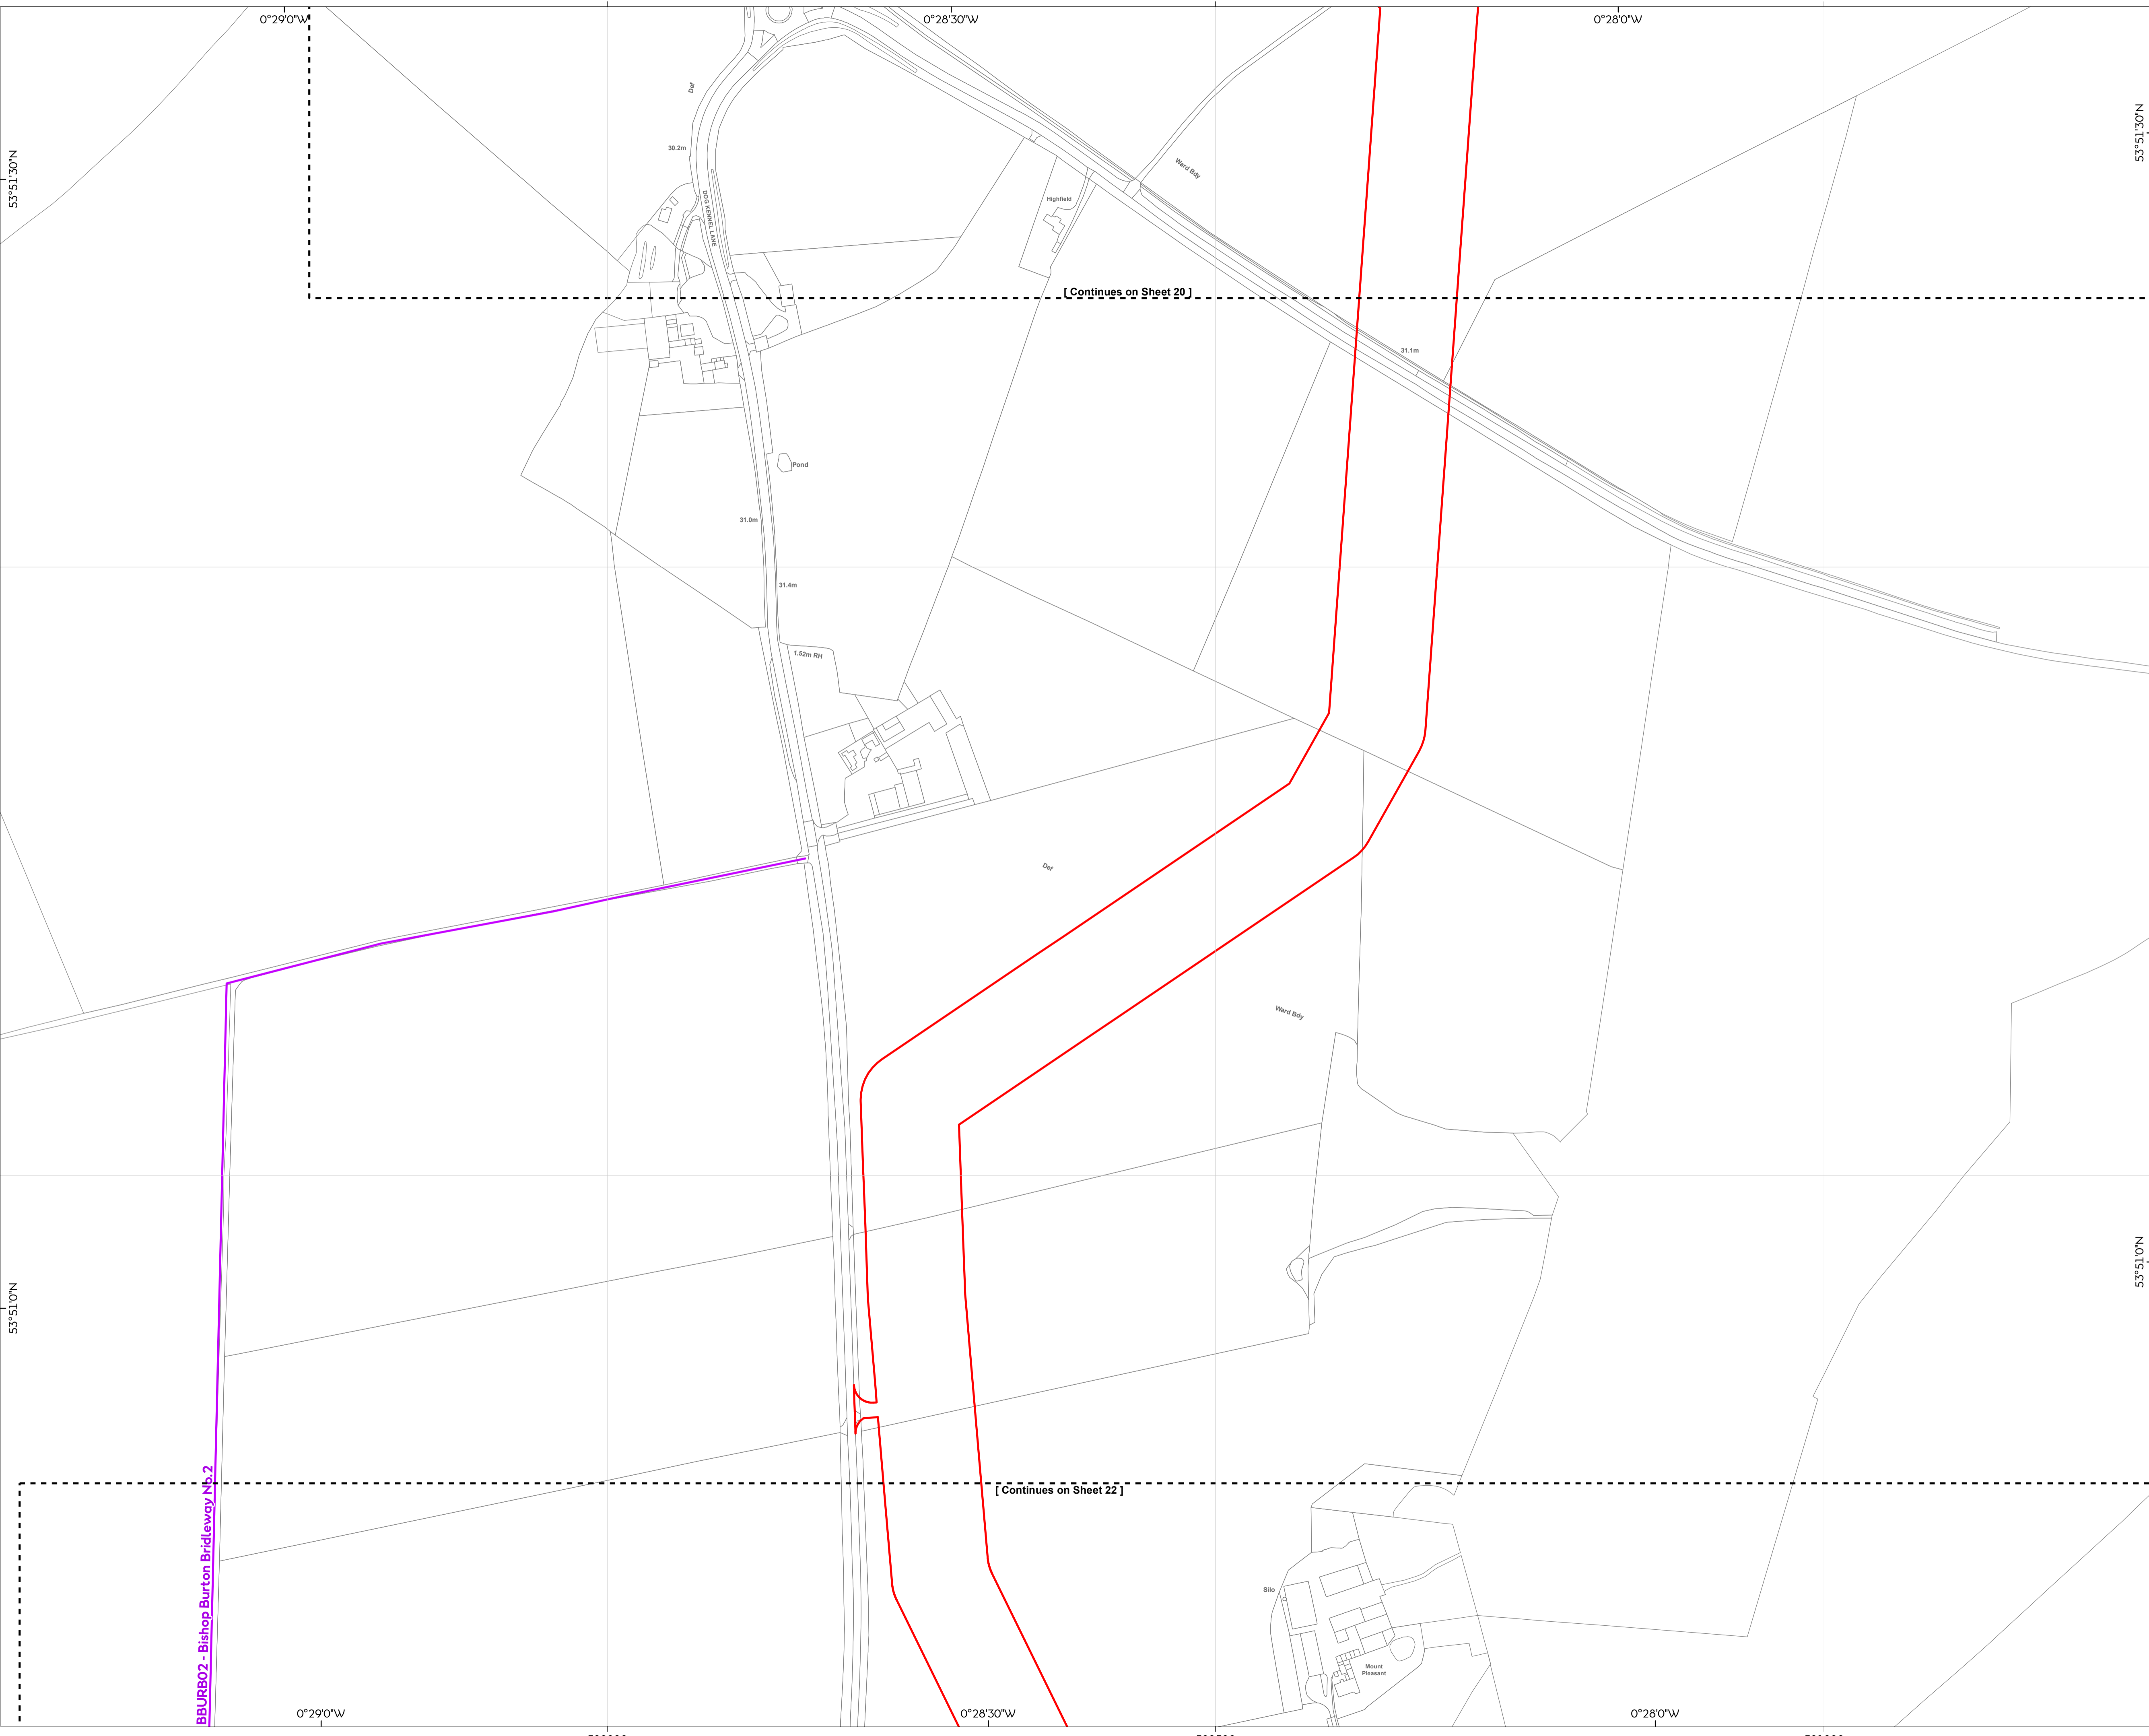 0°29'0"W
0°28'30"W
0°28'0"W
53°51'30"N
53°51'30"N
Def
30.2m
DOG KENNEL LANE
Ward Bdy
Highfield
[ Continues on Sheet 20 ]
31.1m
Pond
31.0m
31.4m
1.52m RH
Def
Ward Bdy
53°51'0"N
53°51'0"N
BBURB02 - Bishop Burton Bridleway No.2
[ Continues on Sheet 22 ]
Silo
Mount
Pleasant
0°29'0"W
0°28'30"W
0°28'0"W